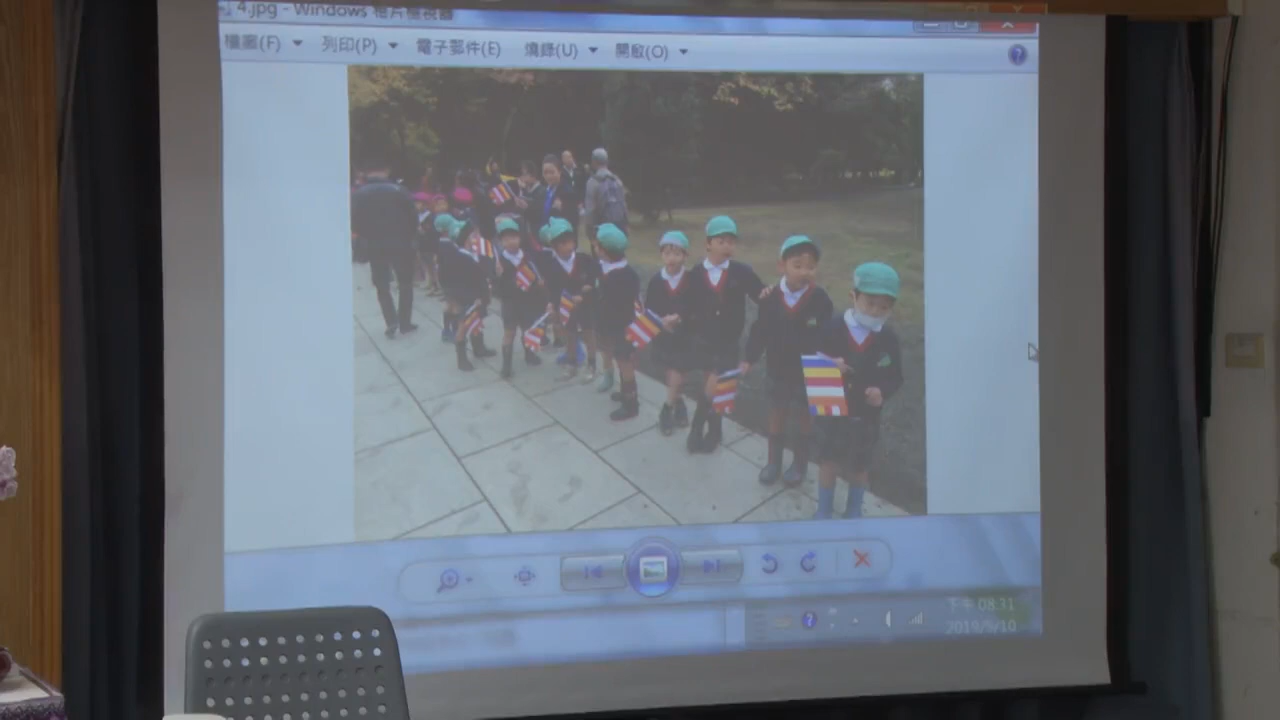 4.jpg - Windows 相片檢視器
檔案(F) 列印(P) 電子郵件(E) 燒錄(U) 開啟(O)
下午 08:31
2019/9/10